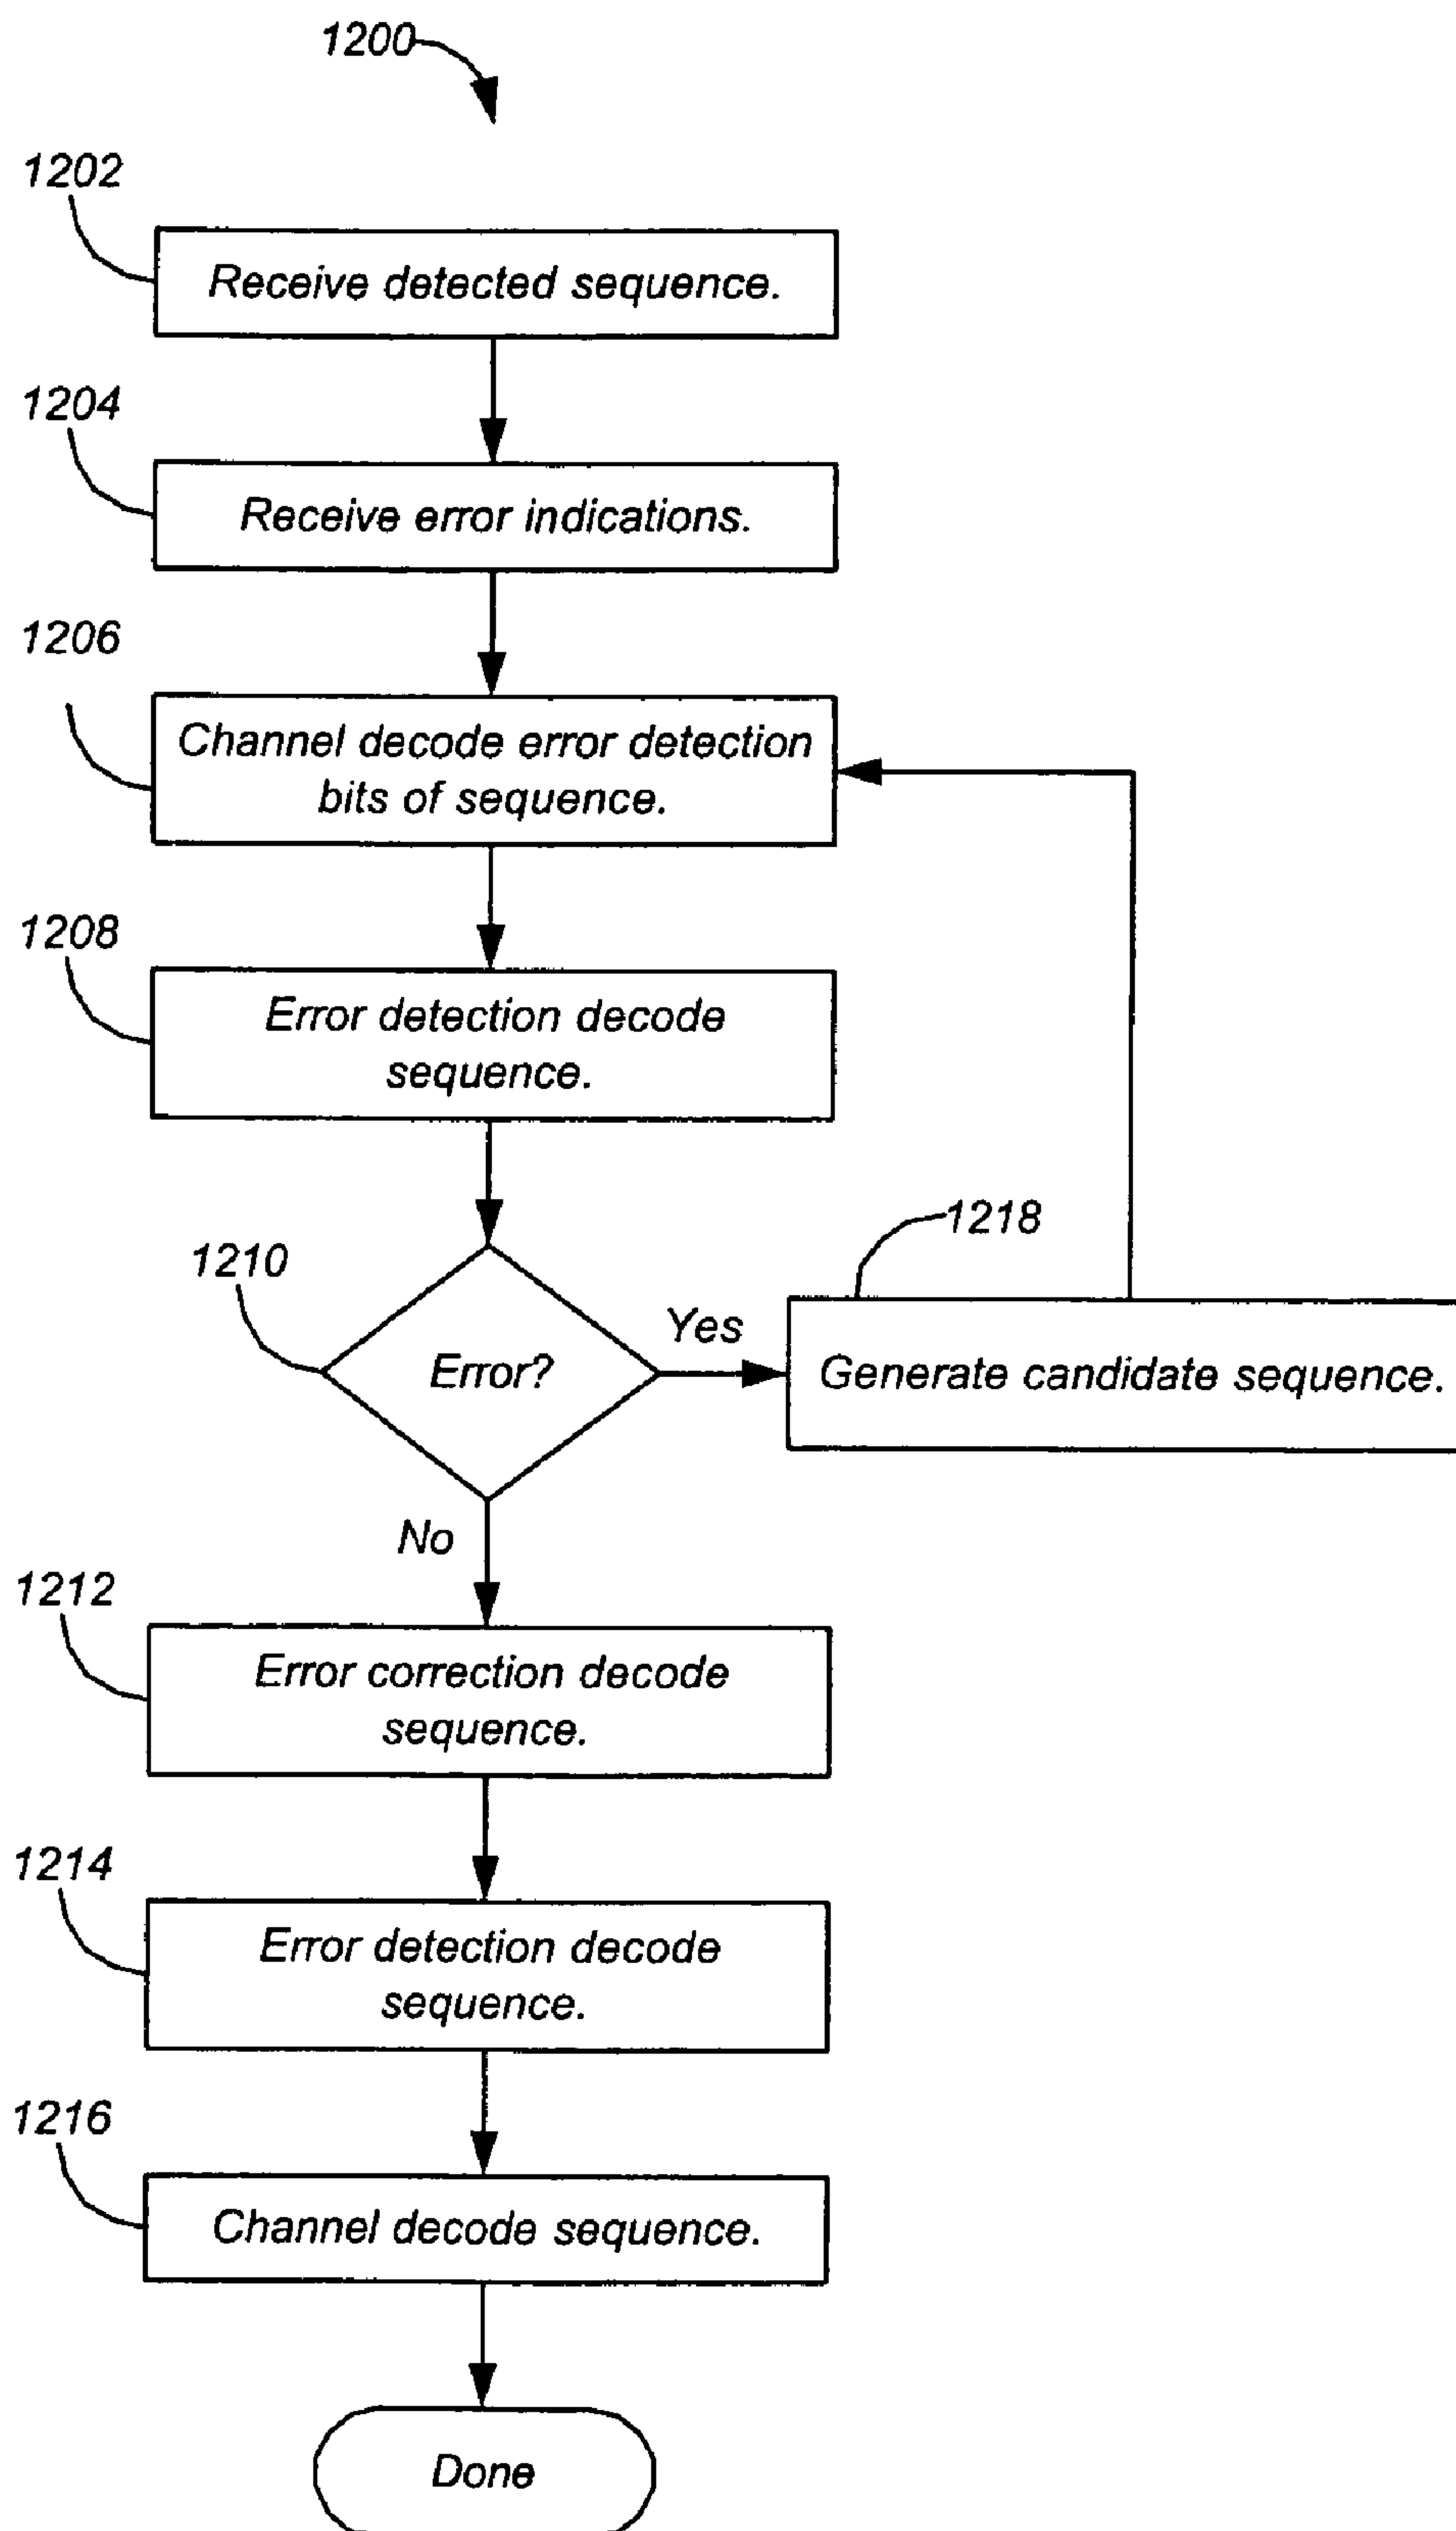 1200
1202
Receive detected sequence.
1204
Receive error indications.
1206
Channel decode error detection
bits of sequence.
1208
Error detection decode
sequence.
1210
Error?
Yes
1218
Generate candidate sequence.
No
1212
Error correction decode
sequence.
1214
Error detection decode
sequence.
1216
Channel decode sequence.
Done